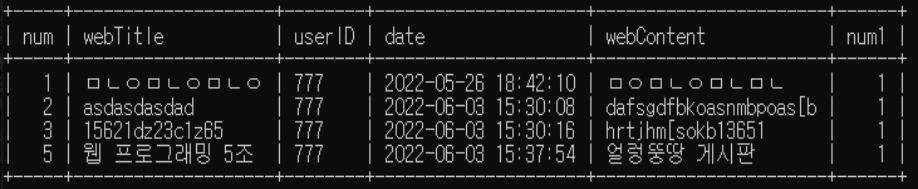 num | webTitle | userID | date | webContent | num1
1 | ㅁㄴㅇㅁㄴㅇㅁㄴㅇ | 777 | 2022-05-26 18:42:10 | ㅁㅇㅁㄴㅇㅁㄴㅁㄴ | 1
2 | asdasdasdad | 777 | 2022-06-03 15:30:08 | dafsgdfbkoasnmbpoas[b | 1
3 | 15621dz23c1z65 | 777 | 2022-06-03 15:30:16 | hrtjhm[sokb13651 | 1
5 | 웹 프로그래밍 5조 | 777 | 2022-06-03 15:37:54 | 얼렁뚱땅 게시판 | 1